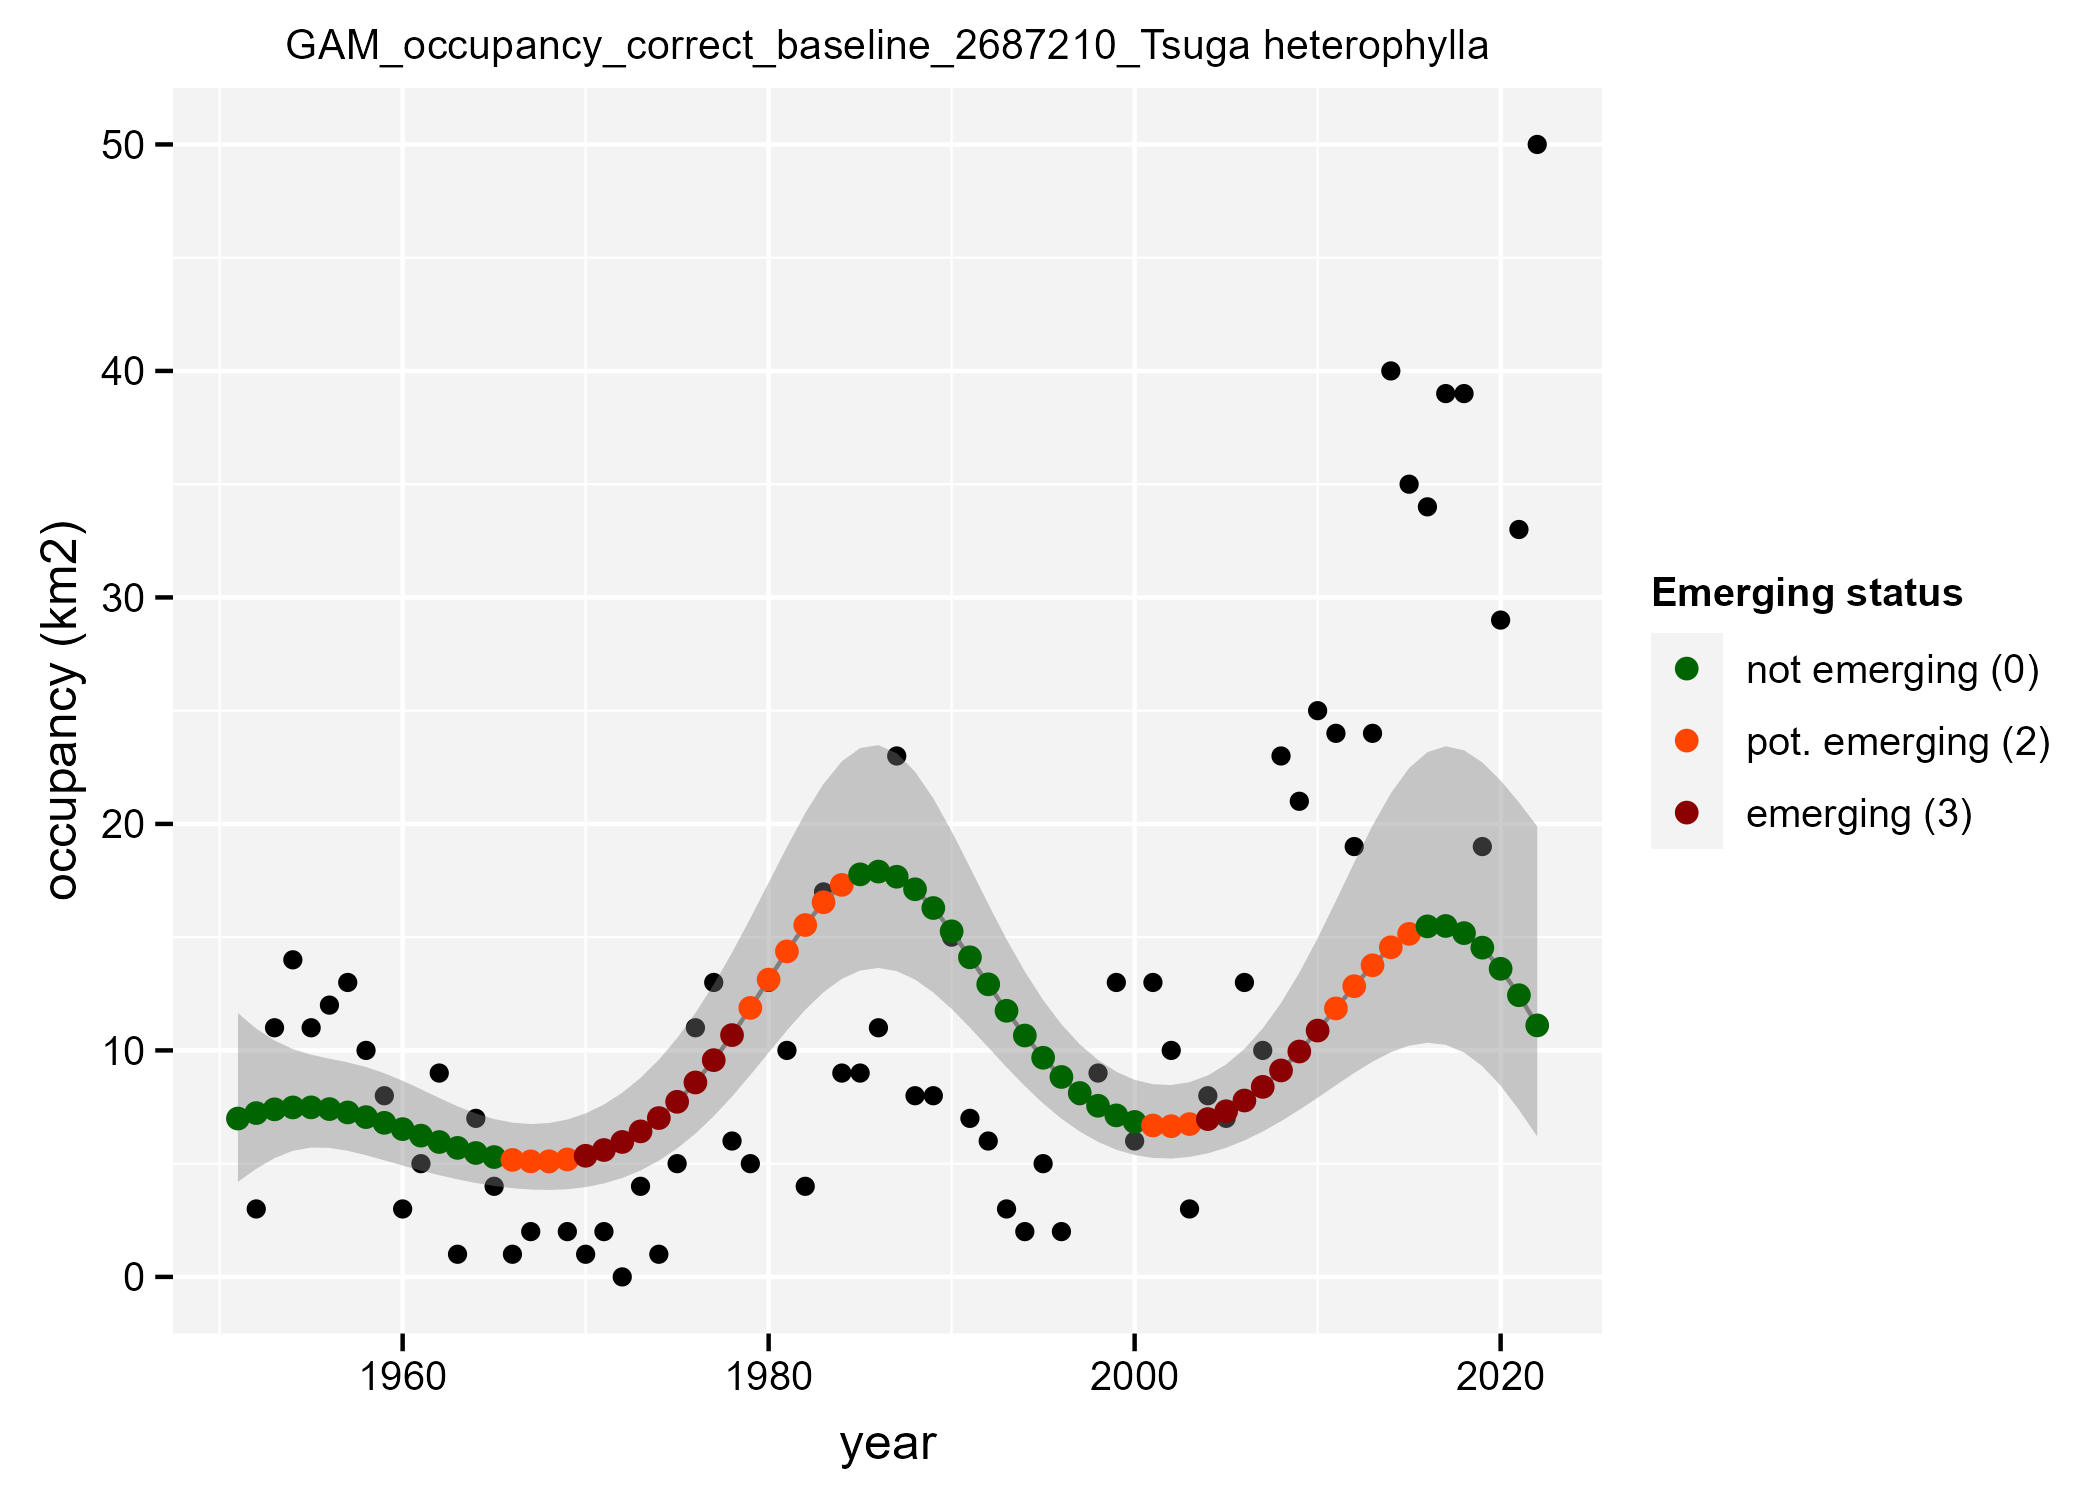 GAM_occupancy_correct_baseline_2687210_Tsuga heterophylla
50
40
30
20
10
0
occupancy (km2)
1960 1980 2000 2020
year
Emerging status
not emerging (0)
pot. emerging (2)
emerging (3)